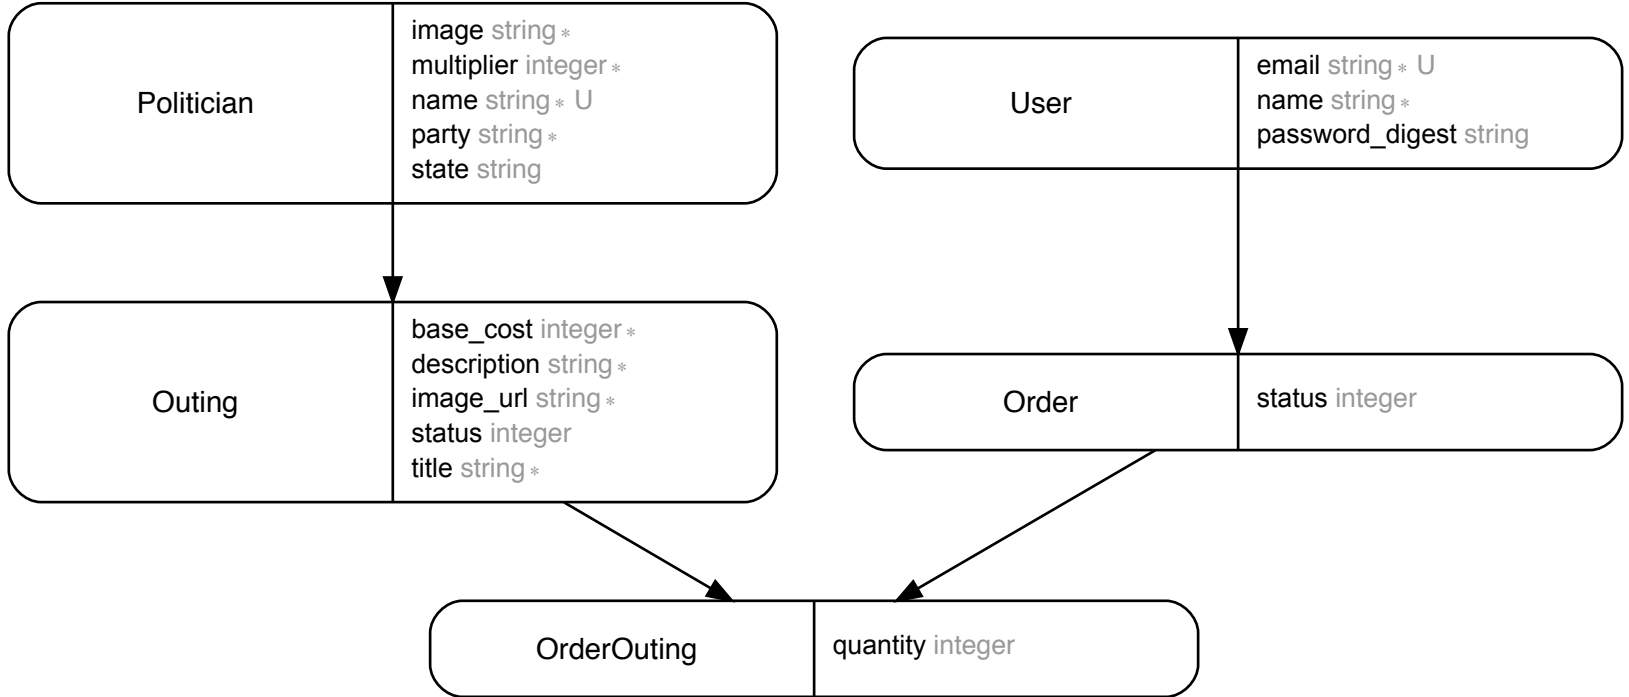 Politician
image string *
multiplier integer *
name string * U
party string *
state string
User
email string * U
name string *
password_digest string
Outing
base_cost integer *
description string *
image_url string *
status integer
title string *
Order
status integer
OrderOuting
quantity integer